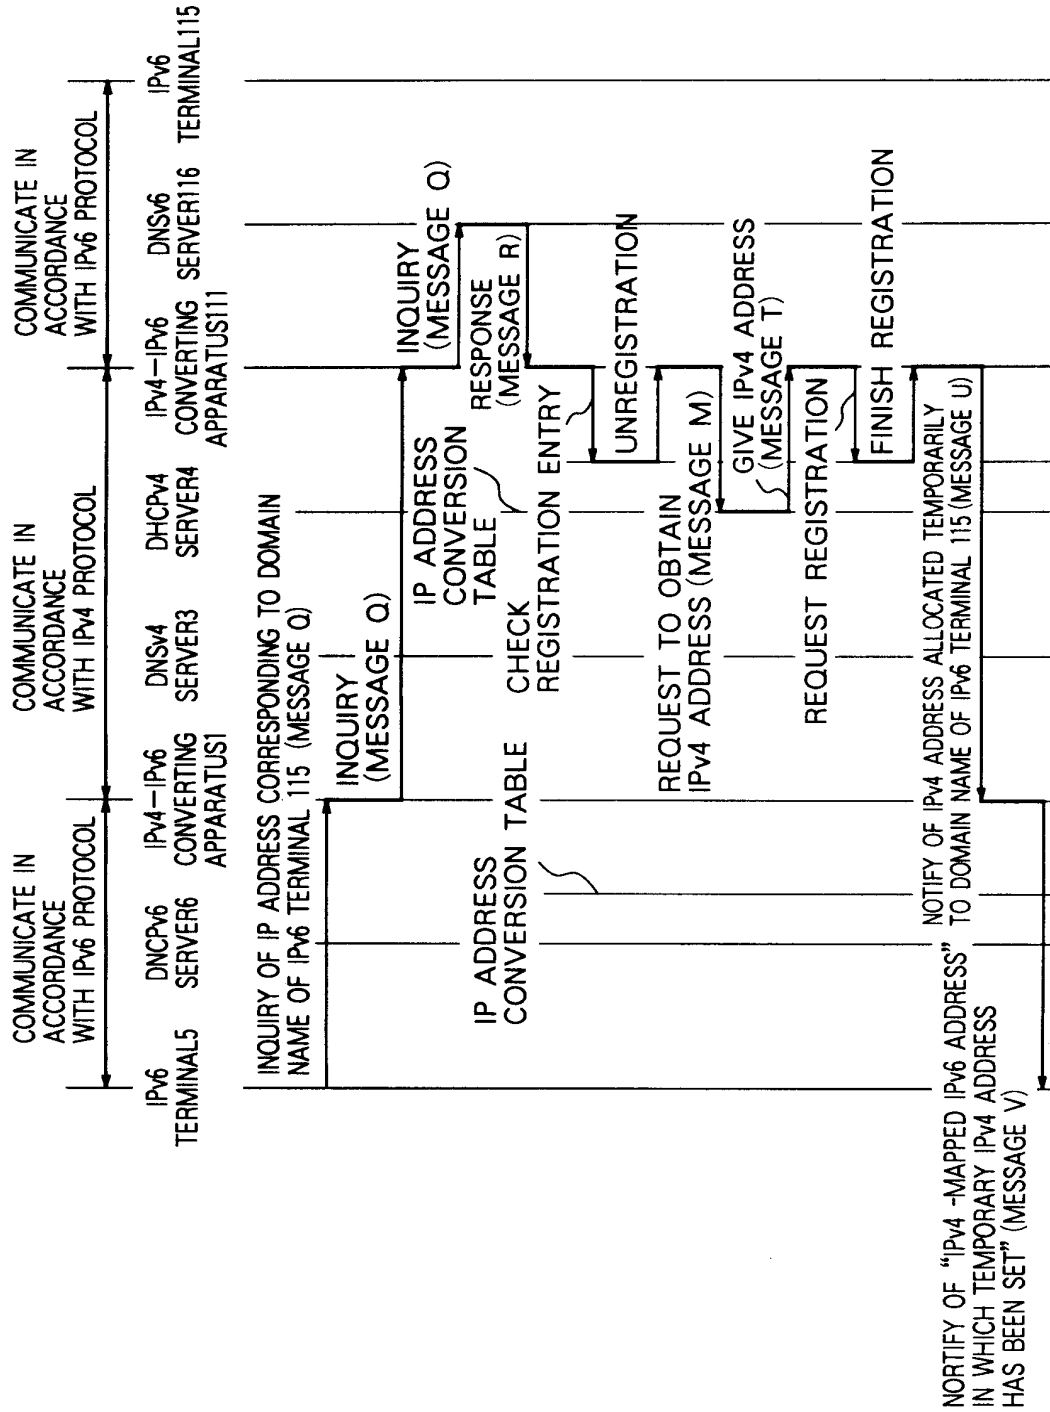 COMMUNICATE IN
ACCORDANCE
WITH IPv6 PROTOCOL
COMMUNICATE IN
ACCORDANCE
WITH IPv4 PROTOCOL
COMMUNICATE IN
ACCORDANCE
WITH IPv6 PROTOCOL
IPv6
TERMINAL5
DNCPv6
SERVER6
IPv4–IPv6
CONVERTING
APPARATUS1
DNSv4
SERVER3
DHCPv4
SERVER4
IPv4–IPv6
CONVERTING
APPARATUS111
DNSv6
SERVER116
IPv6
TERMINAL115
INQUIRY OF IP ADDRESS CORRESPONDING TO DOMAIN
NAME OF IPv6 TERMINAL 115 (MESSAGE Q)
INQUIRY
(MESSAGE Q)
INQUIRY
(MESSAGE Q)
IP ADDRESS
CONVERSION
TABLE
RESPONSE
(MESSAGE R)
IP ADDRESS
CONVERSION TABLE
CHECK
REGISTRATION ENTRY
UNREGISTRATION
REQUEST TO OBTAIN
IPv4 ADDRESS (MESSAGE M)
GIVE IPv4 ADDRESS
(MESSAGE T)
REQUEST REGISTRATION
FINISH REGISTRATION
NOTIFY OF IPv4 ADDRESS ALLOCATED TEMPORARILY
TO DOMAIN NAME OF IPv6 TERMINAL 115 (MESSAGE U)
NORTIFY OF "IPv4 -MAPPED IPv6 ADDRESS"
IN WHICH TEMPORARY IPv4 ADDRESS
HAS BEEN SET" (MESSAGE V)